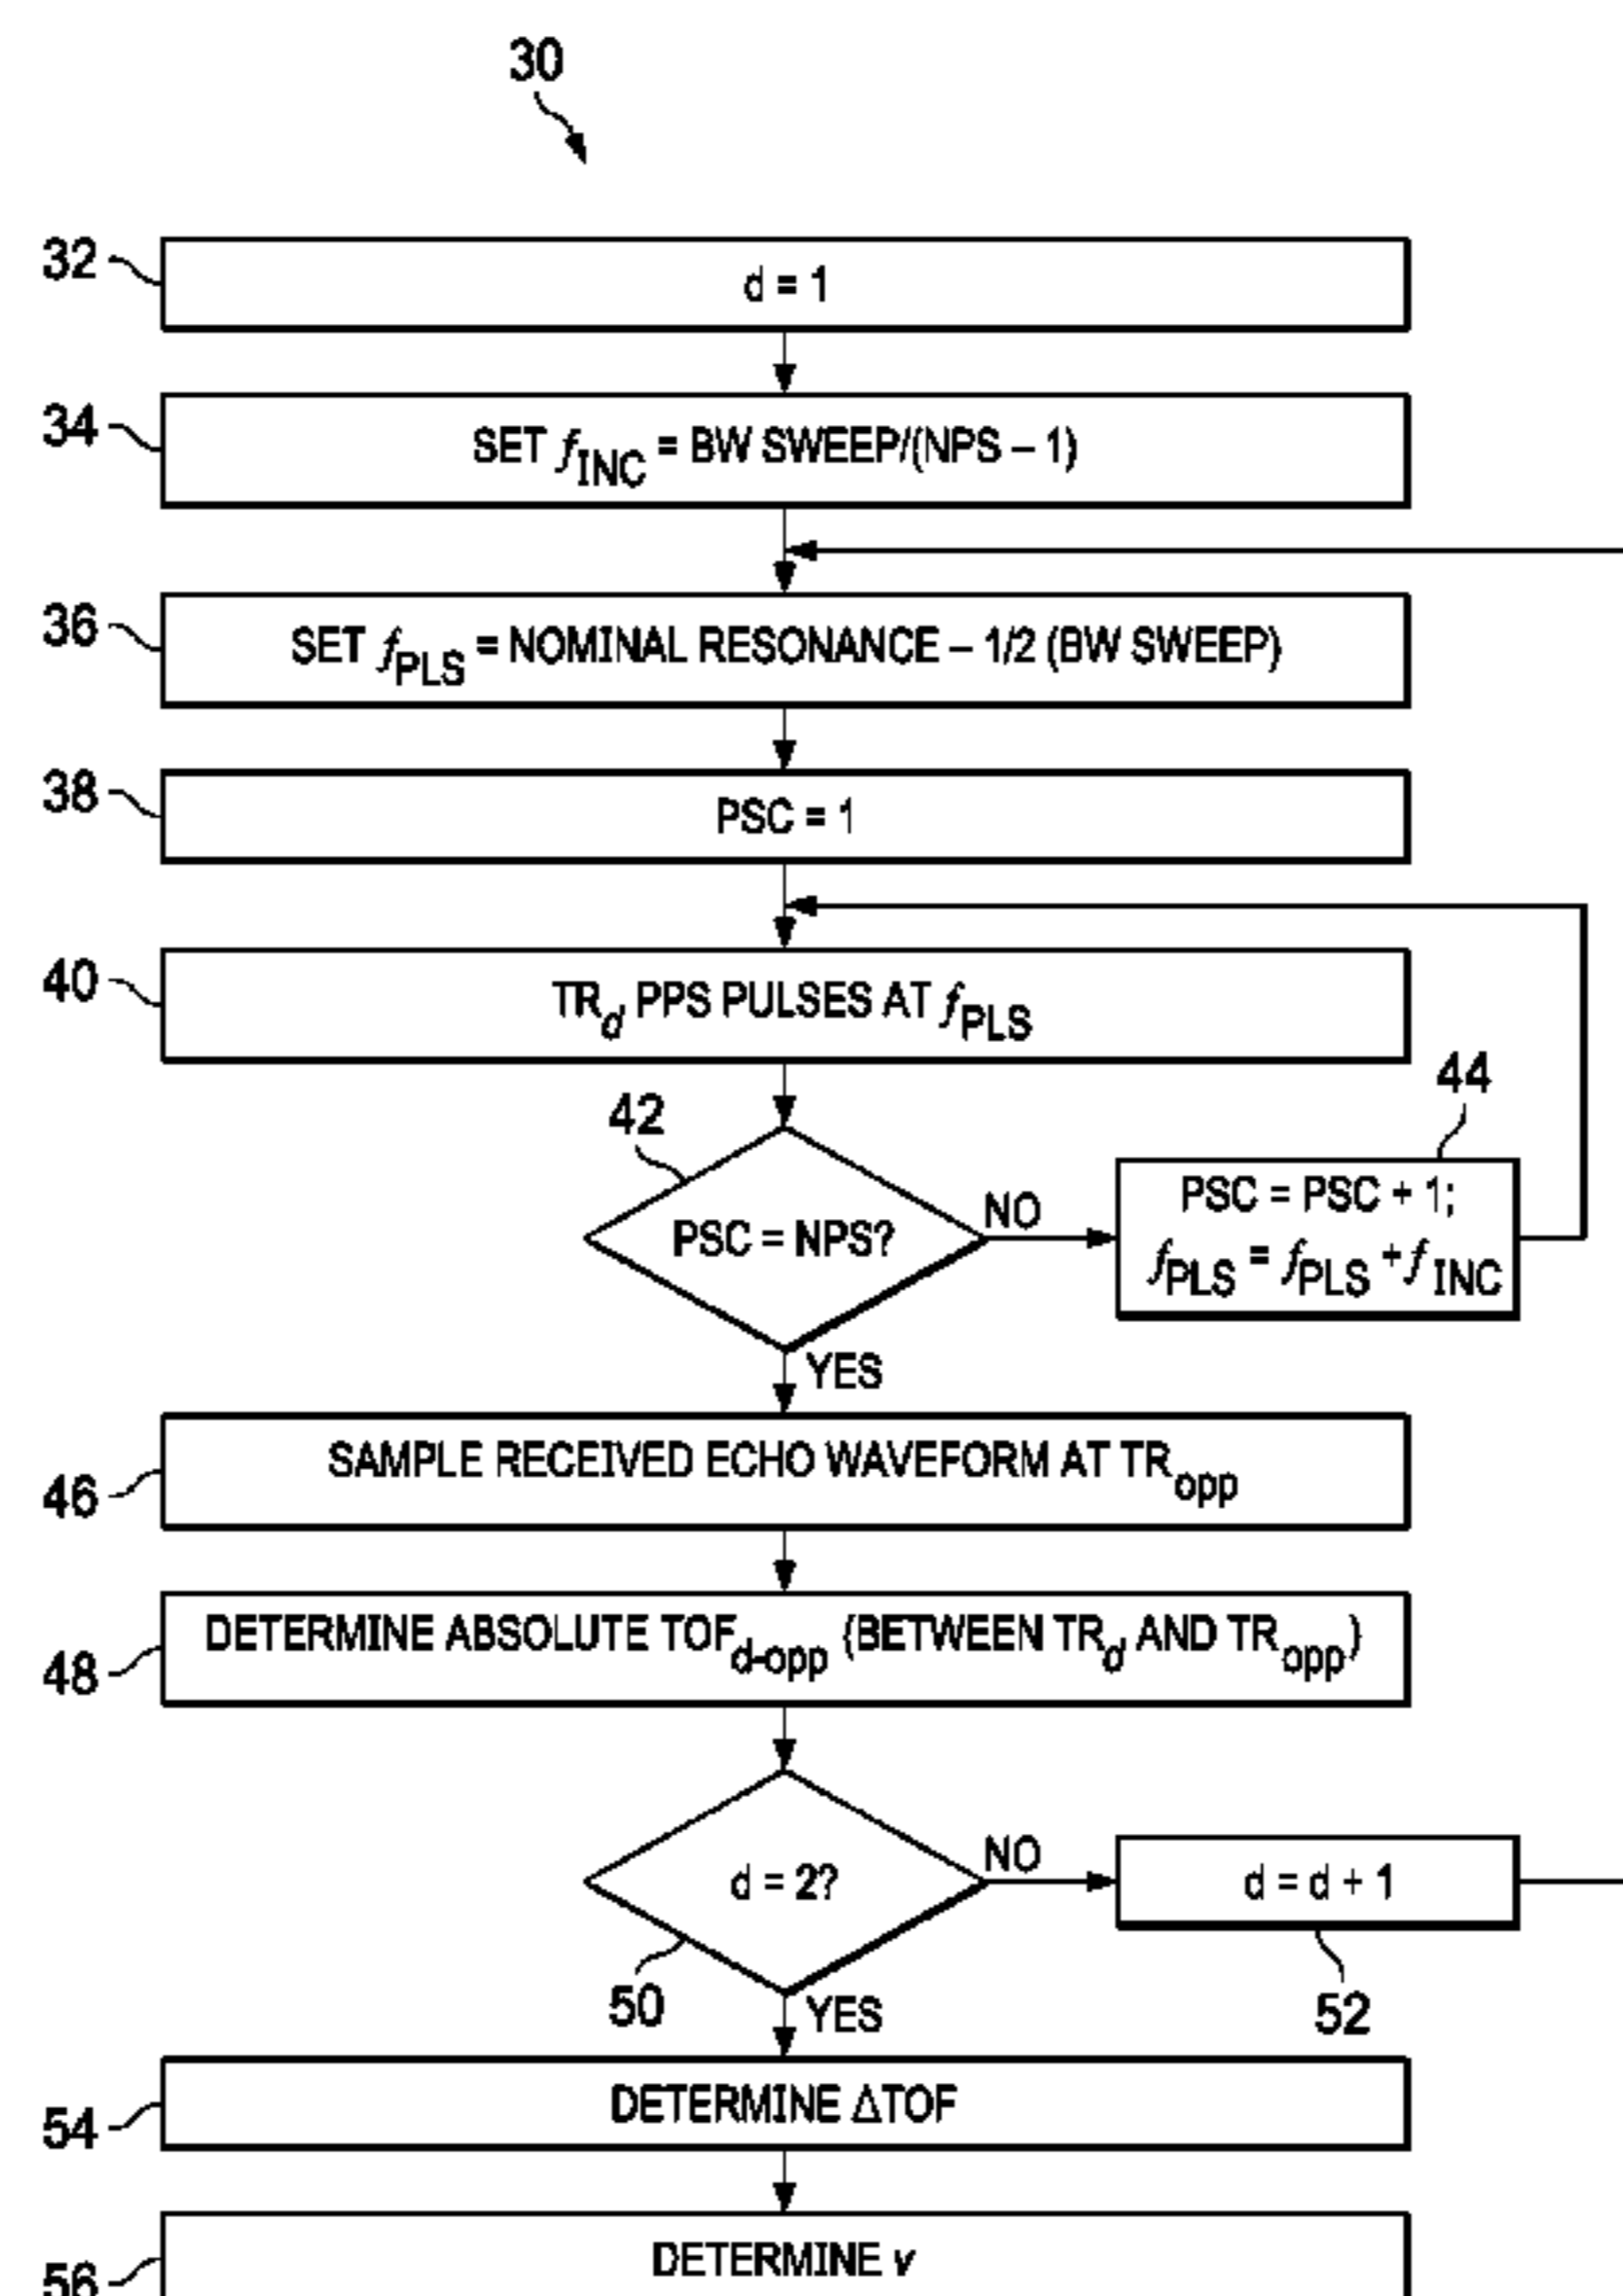 30
32
d = 1
34
SET fINC = BW SWEEP/(NPS – 1)
36
SET fPLS = NOMINAL RESONANCE – 1/2 (BW SWEEP)
38
PSC = 1
40
TRd PPS PULSES AT fPLS
42
44
PSC = NPS?
NO
PSC = PSC + 1;
fPLS = fPLS + fINC
YES
46
SAMPLE RECEIVED ECHO WAVEFORM AT TRopp
48
DETERMINE ABSOLUTE TOFd-opp (BETWEEN TRd AND TRopp)
d = 2?
NO
d = d + 1
50
52
YES
54
DETERMINE ΔTOF
56
DETERMINE v